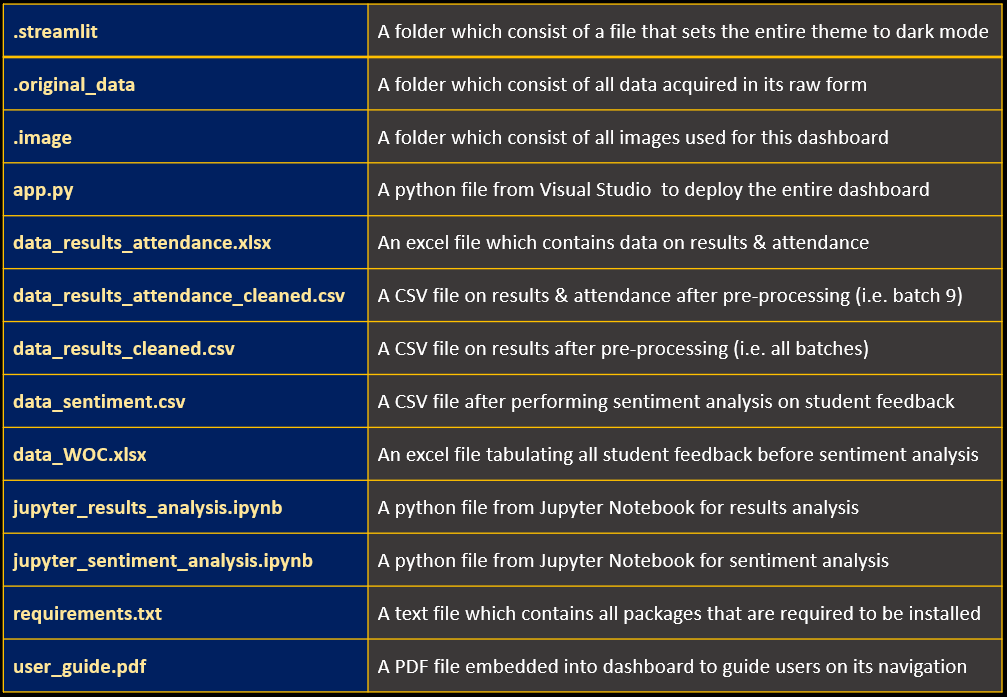 .streamlit A folder which consist of a file that sets the entire theme to dark mode
.original_data A folder which consist of all data acquired in its raw form
.image A folder which consist of all images used for this dashboard
app.py A python file from Visual Studio  to deploy the entire dashboard
data_results_attendance.xlsx An excel file which contains data on results & attendance
data_results_attendance_cleaned.csv A CSV file on results & attendance after pre-processing (i.e. batch 9)
data_results_cleaned.csv A CSV file on results after pre-processing (i.e. all batches)
data_sentiment.csv A CSV file after performing sentiment analysis on student feedback
data_WOC.xlsx An excel file tabulating all student feedback before sentiment analysis
jupyter_results_analysis.ipynb A python file from Jupyter Notebook for results analysis
jupyter_sentiment_analysis.ipynb A python file from Jupyter Notebook for sentiment analysis
requirements.txt A text file which contains all packages that are required to be installed
user_guide.pdf A PDF file embedded into dashboard to guide users on its navigation